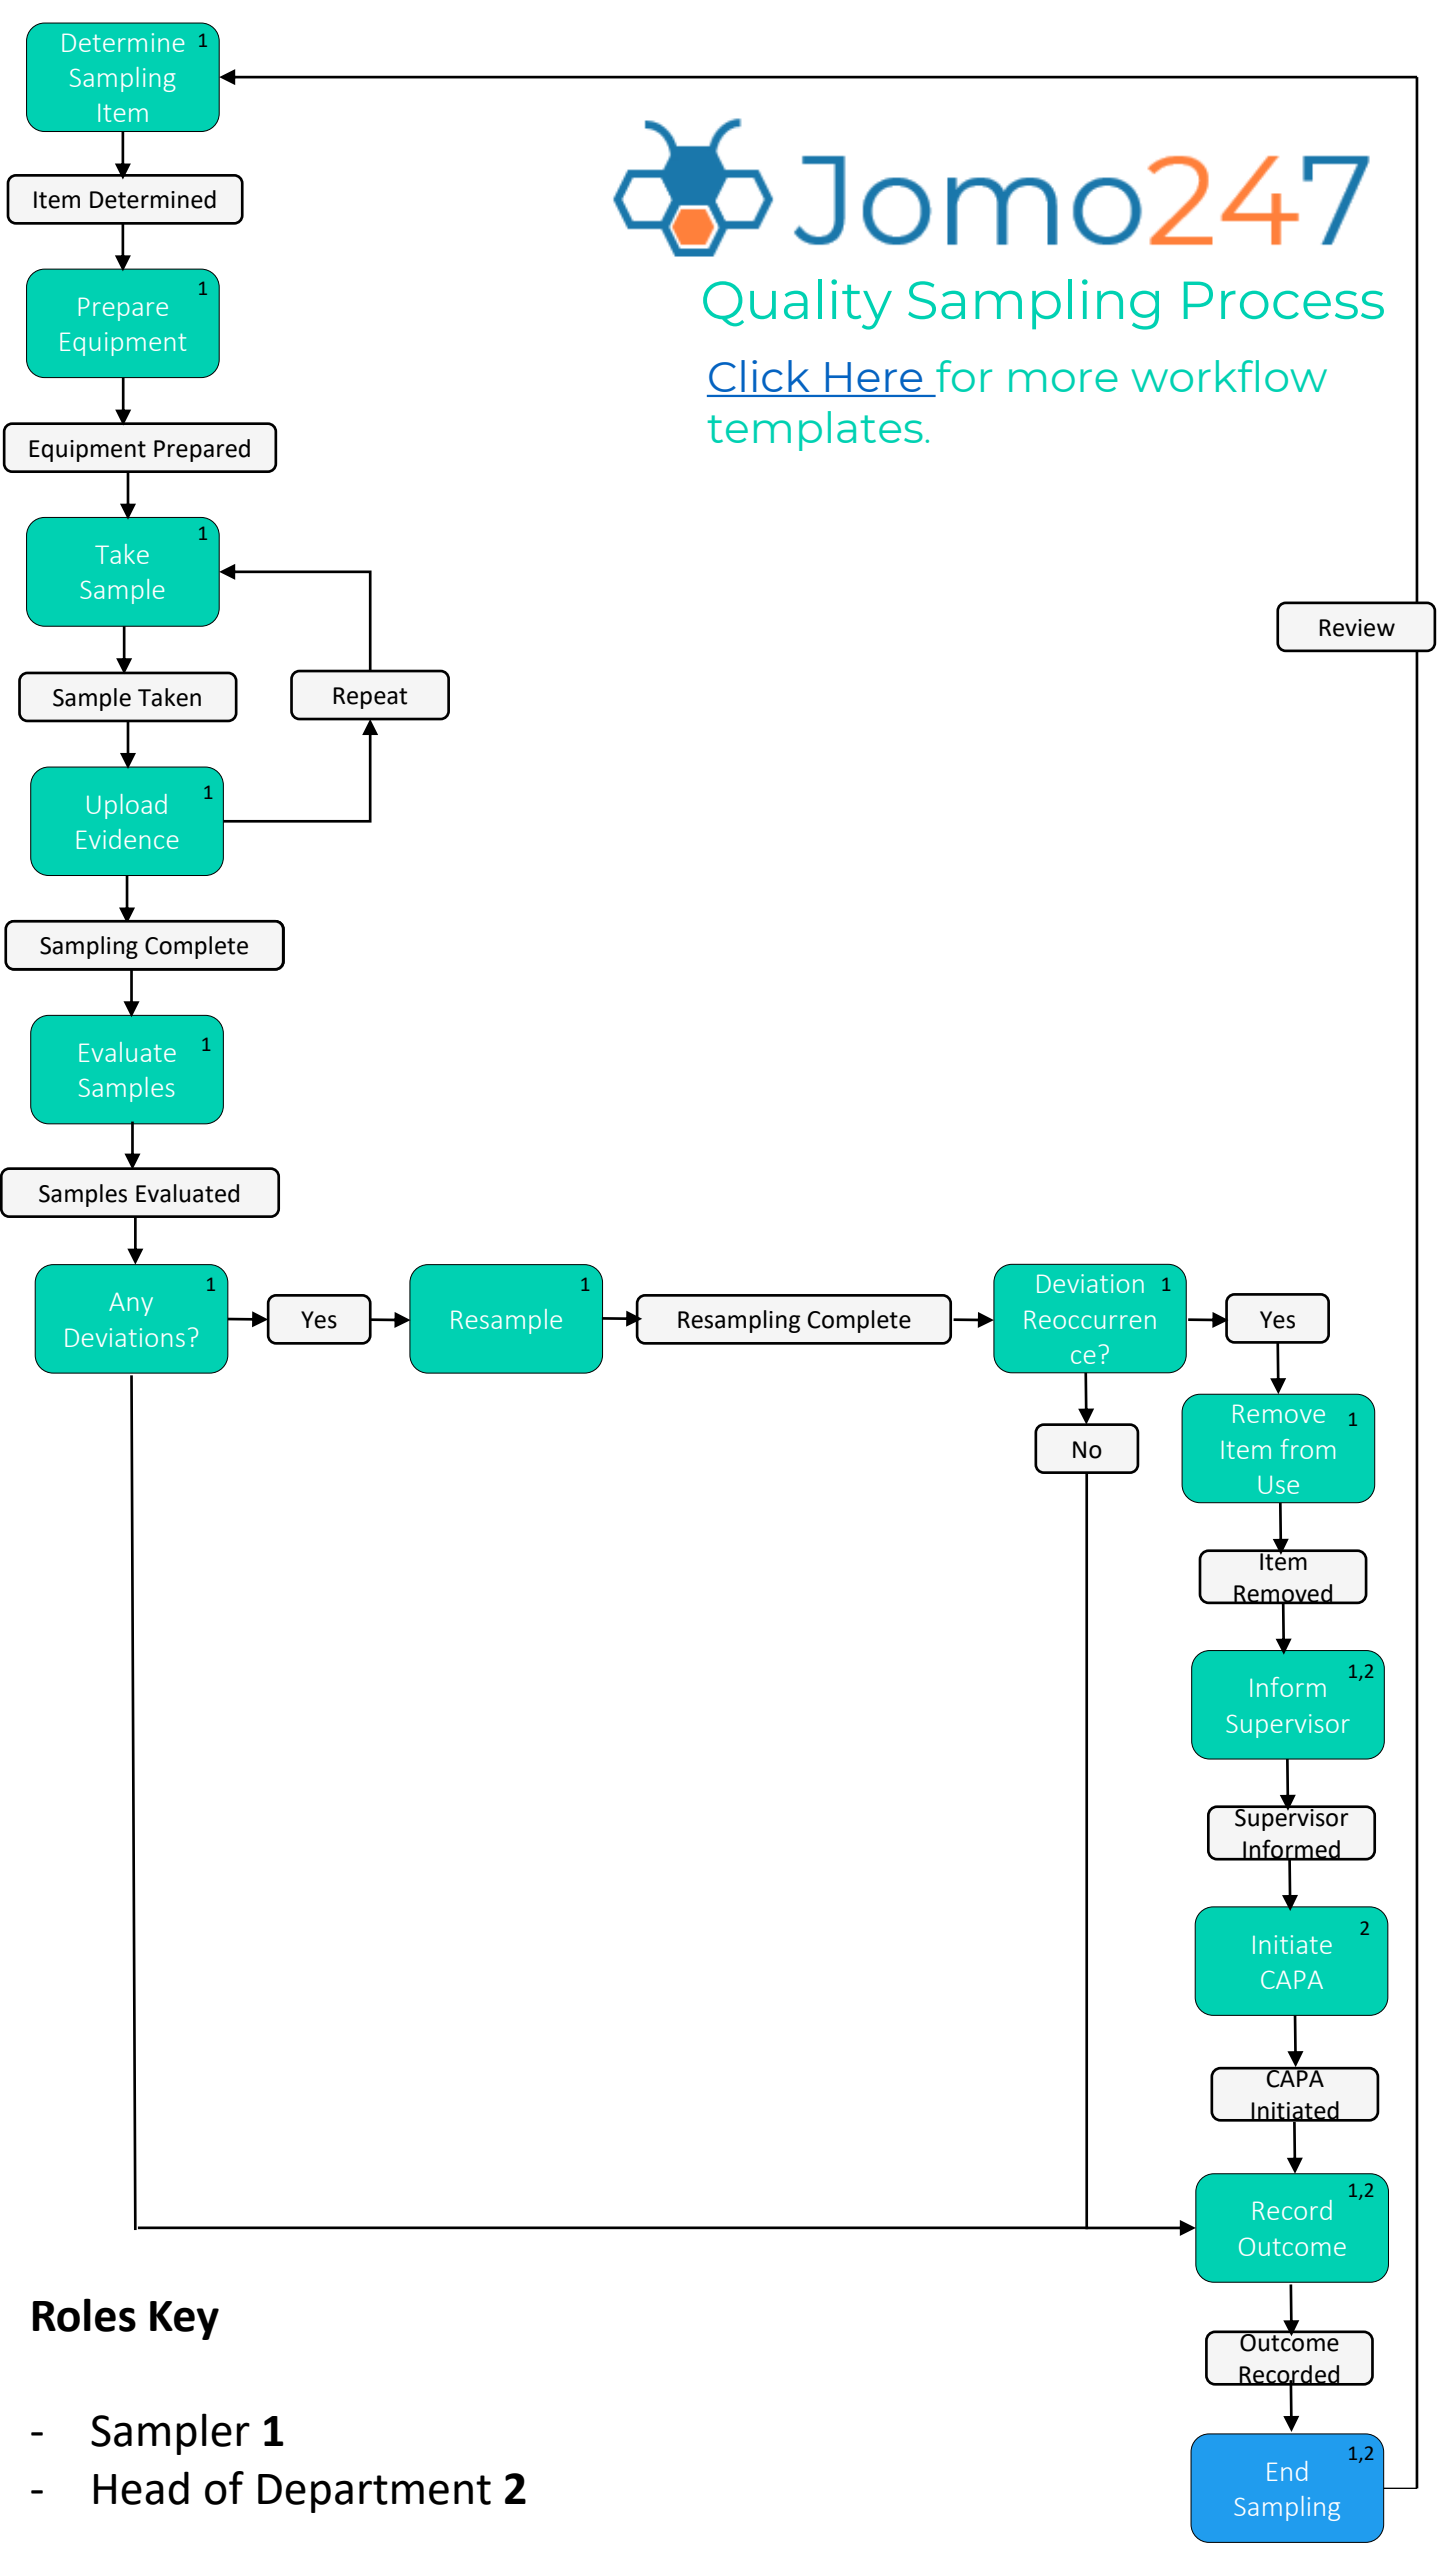 Determine 1
Sampling
Item
Item Determined
Jomo247
Quality Sampling Process
Click Here for more workflow
templates.
1
Prepare
Equipment
Equipment Prepared
1
Take
Sample
Review
Sample Taken
Repeat
1
Upload
Evidence
Sampling Complete
1
Evaluate
Samples
Samples Evaluated
1
Any
Deviations?
Yes
1
Resample
Resampling Complete
Deviation 1
Reoccurren
ce?
Yes
No
Remove 1
Item from
Use
Item
Removed
1,2
Inform
Supervisor
Supervisor
Informed
2
Initiate
CAPA
CAPA
Initiated
1,2
Record
Outcome
Outcome
Recorded
1,2
End
Sampling
Roles Key
- Sampler 1
- Head of Department 2